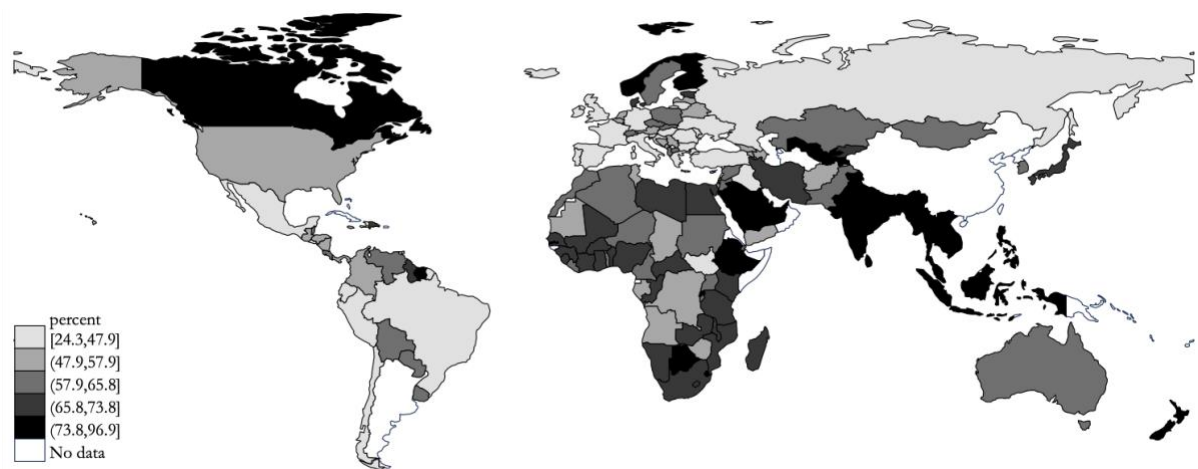 percent
[24.3,47.9]
(47.9,57.9]
(57.9,65.8]
(65.8,73.8]
(73.8,96.9]
No data